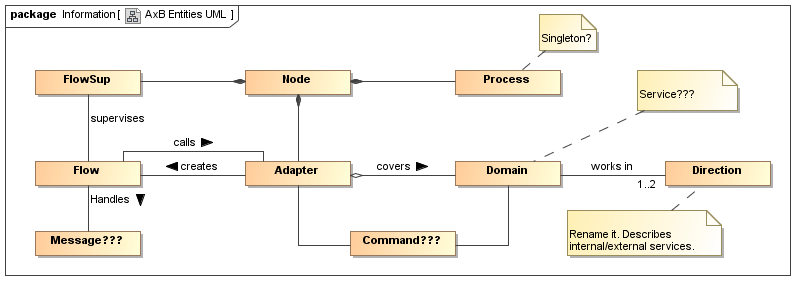 package Information [ AxB Entities UML ]
Singleton?
FlowSup
Node
Process
Service???
supervises
calls
creates
covers
works in
Flow
Adapter
Domain
Direction
1..2
Handles
Message???
Command???
Rename it. Describes
internal/external services.